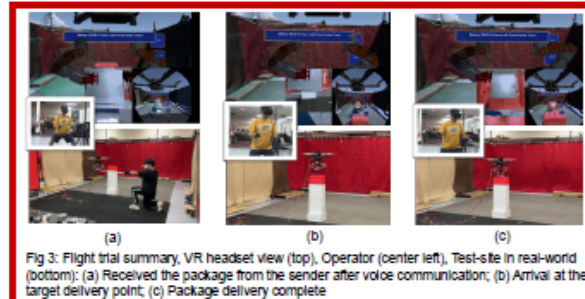 (a) (b) (c)
Fig 3: Flight trial summary, VR headset view (top), Operator (center left), Test-site in real-world
(bottom): (a) Received the package from the sender after voice communication; (b) Arrival at the
target delivery point; (c) Package delivery complete